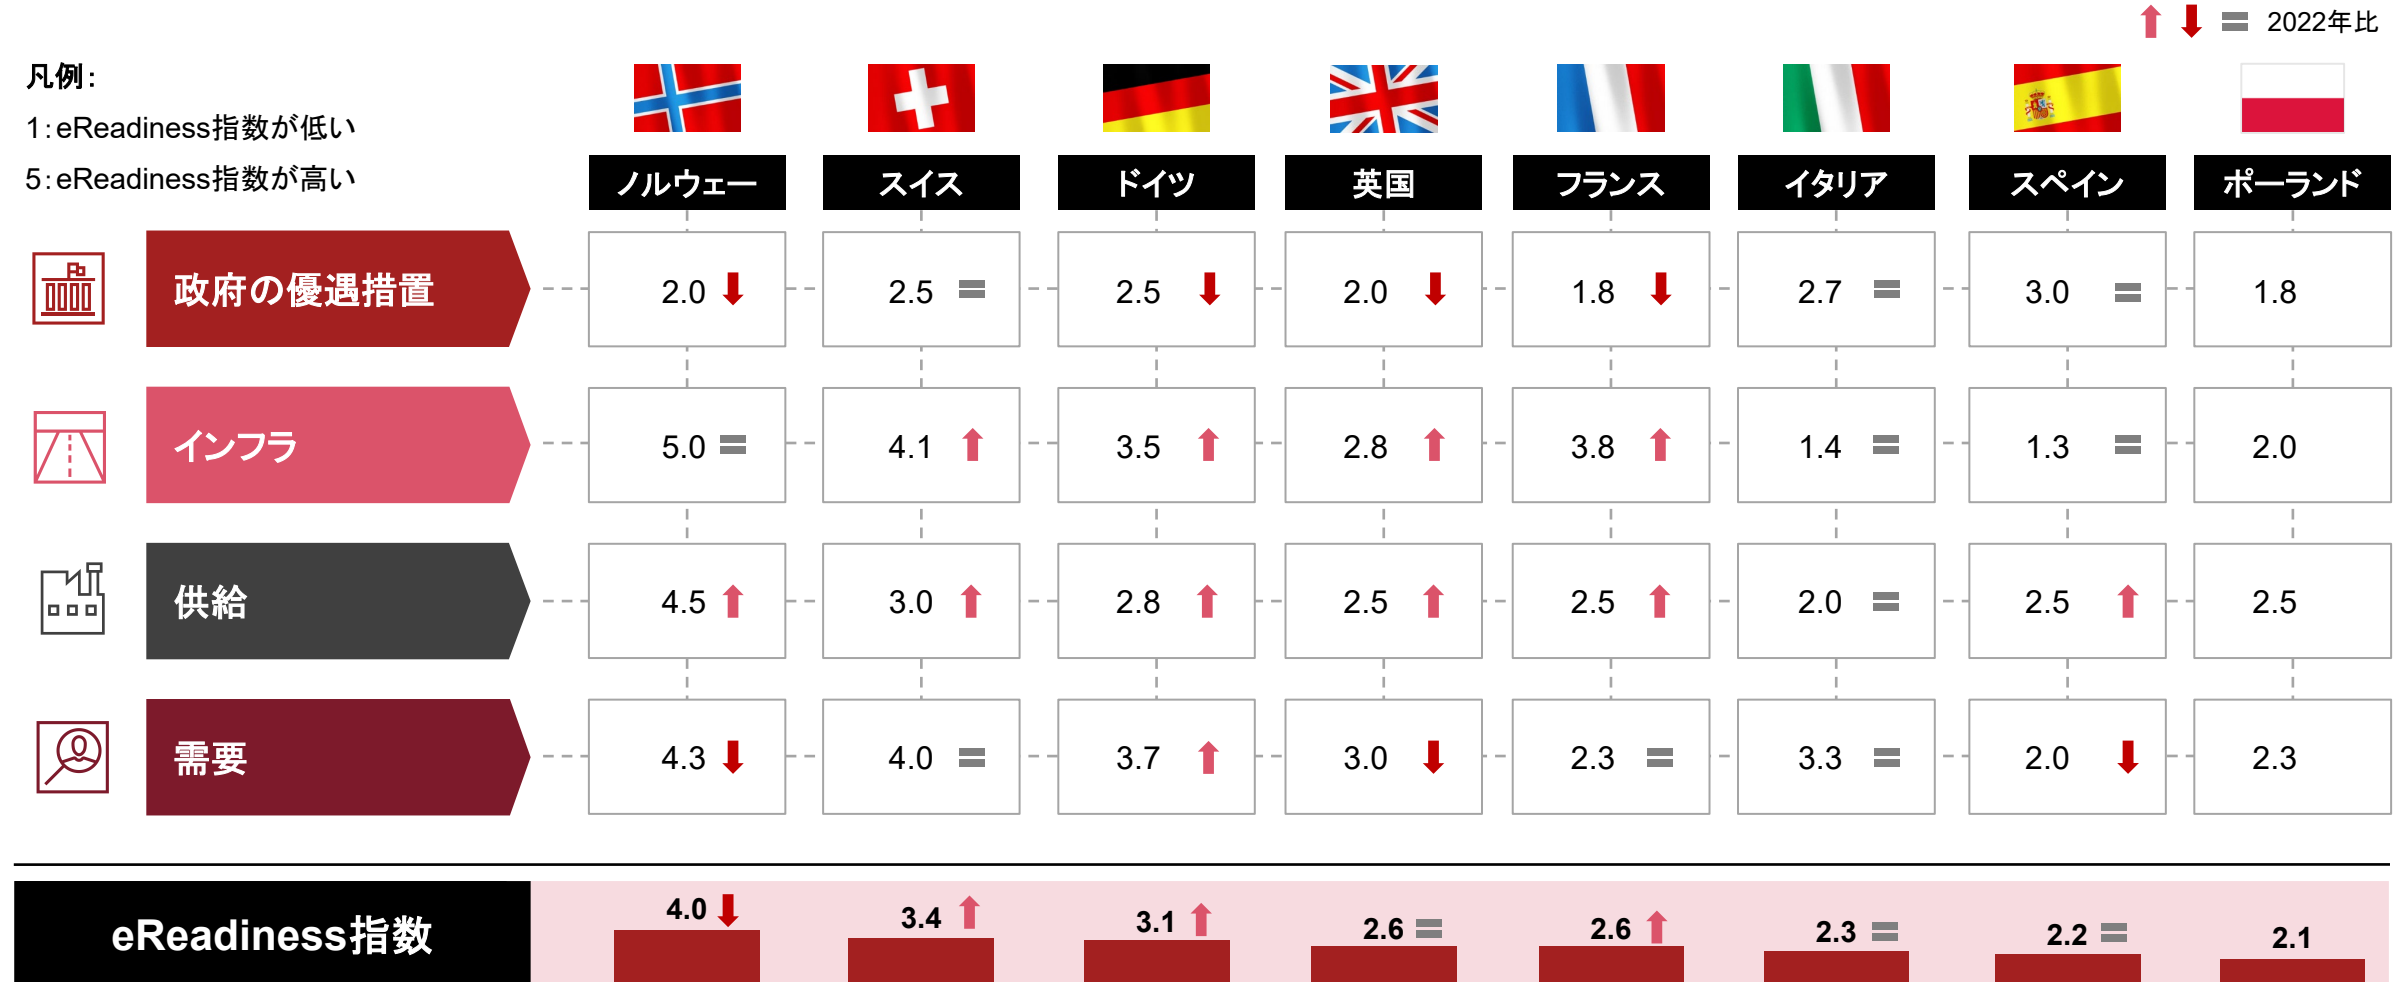 2022年比
凡例：
1：eReadiness指数が低い
5：eReadiness指数が高い
ノルウェー スイス ドイツ 英国 フランス イタリア スペイン ポーランド
政府の優遇措置 2.0 2.5 2.5 2.0 1.8 2.7 3.0 1.8
インフラ 5.0 4.1 3.5 2.8 3.8 1.4 1.3 2.0
供給 4.5 3.0 2.8 2.5 2.5 2.0 2.5 2.5
需要 4.3 4.0 3.7 3.0 2.3 3.3 2.0 2.3
eReadiness指数 4.0 3.4 3.1 2.6 2.6 2.3 2.2 2.1